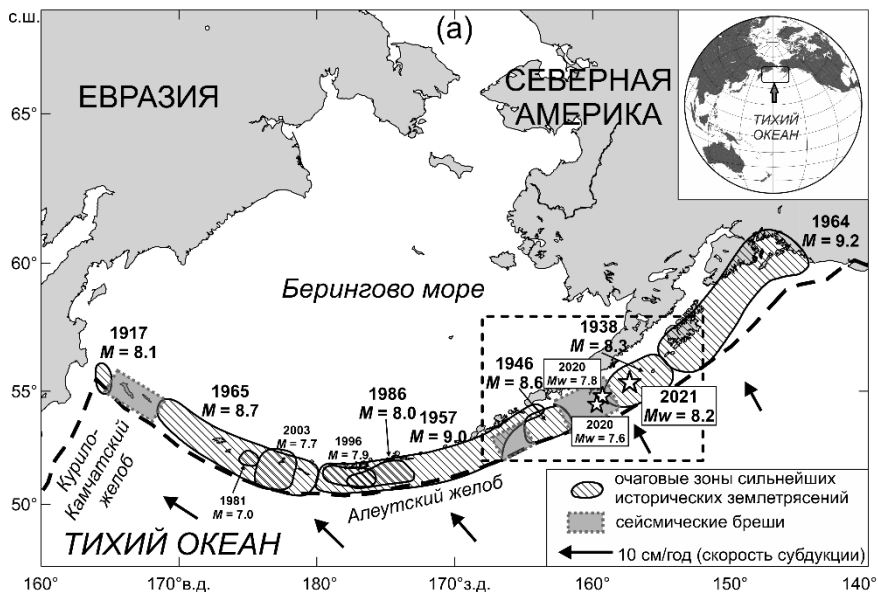 с.ш.
(а)
ЕВРАЗИЯ
СЕВЕРНАЯ
АМЕРИКА
ТИХИЙ
ОКЕАН
65°
60°
55°
50°
Берингово море
1964
M = 9.2
1938
M = 8.3
1917
M = 8.1
1946
M = 8.6
2020
Mw = 7.8
1965
M = 8.7
1986
M = 8.0
1957
M = 9.0
2021
Mw = 8.2
2020
Mw = 7.6
2003
M = 7.7
1996
M = 7.9
1981
M = 7.0
Курило-
Камчатский
желоб
Алеутский желоб
ТИХИЙ ОКЕАН
очаговые зоны сильнейших
исторических землетрясений
сейсмические бреши
10 см/год (скорость субдукции)
160°
170°в.д.
180°
170°з.д.
160°
150°
140°